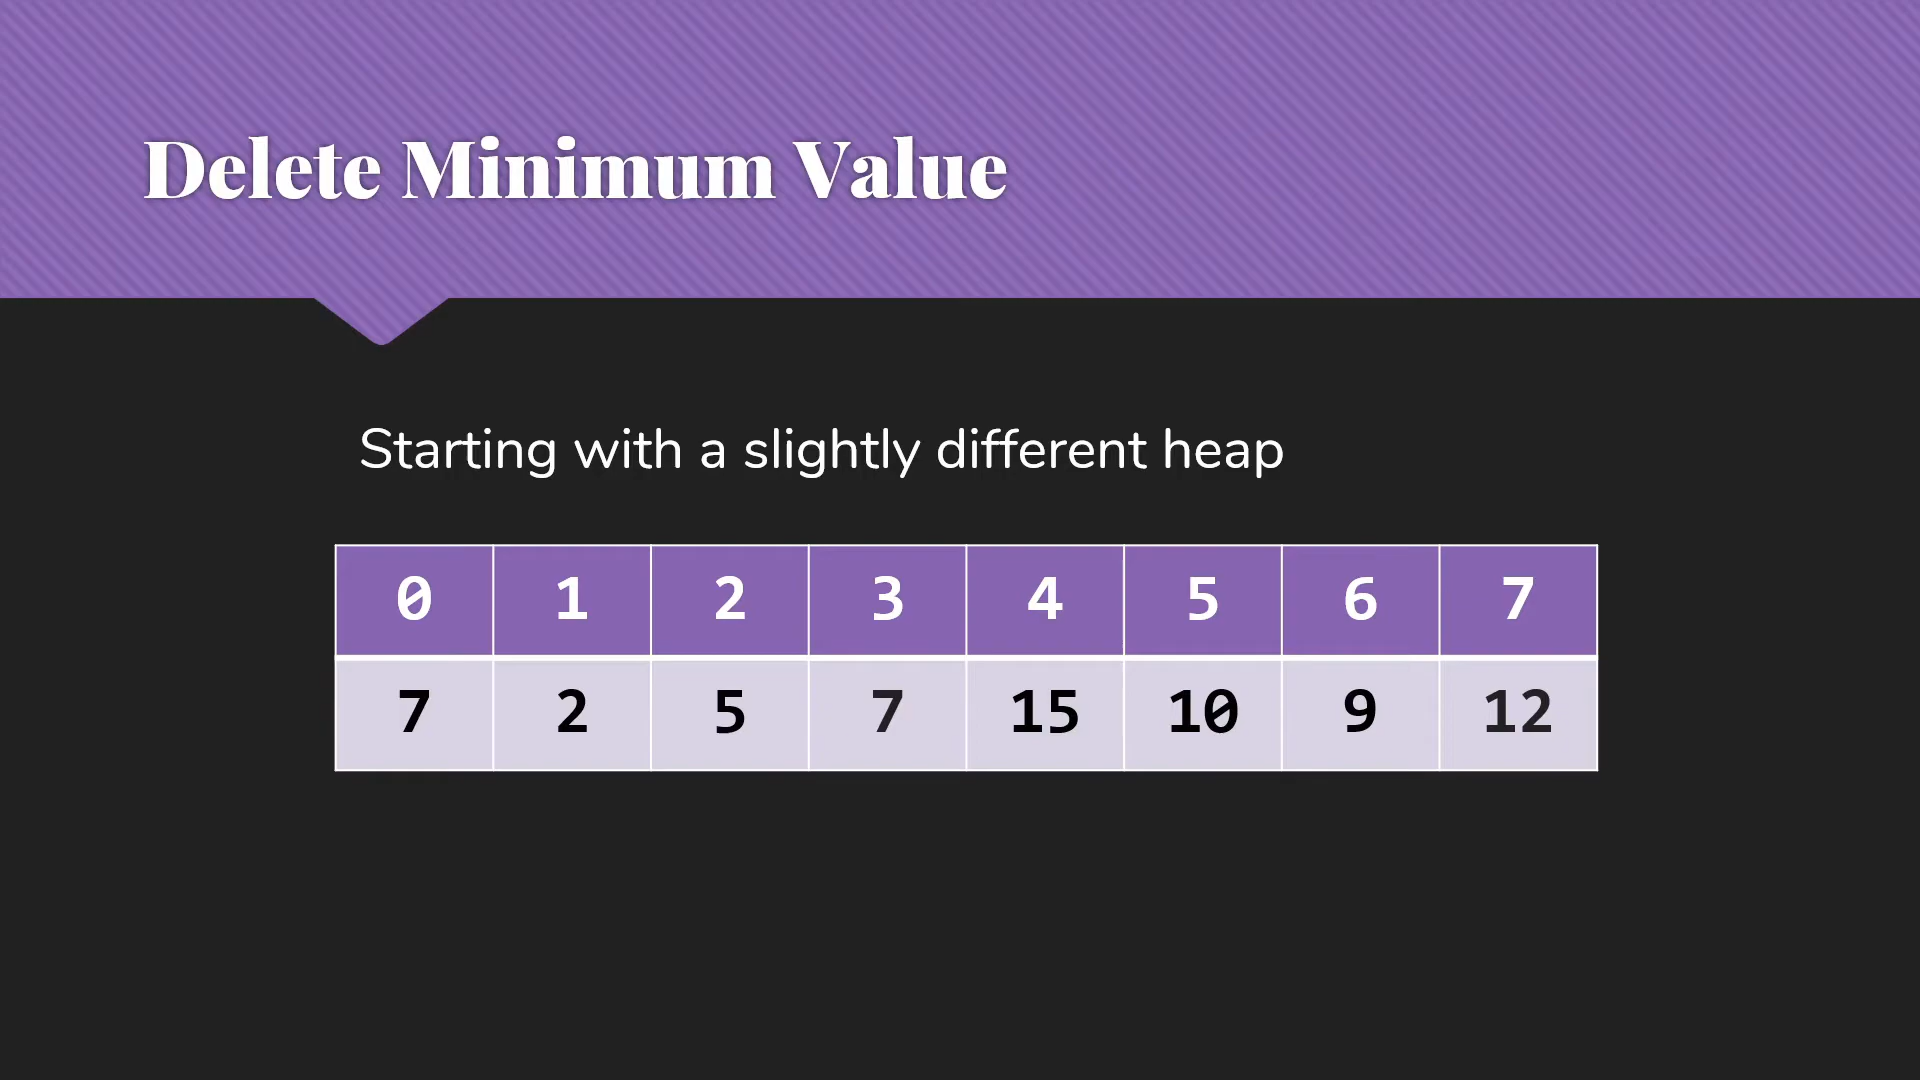 Delete Minimum Value
Starting with a slightly different heap
0 1 2 3 4 5 6 7
7 2 5 7 15 10 9 12